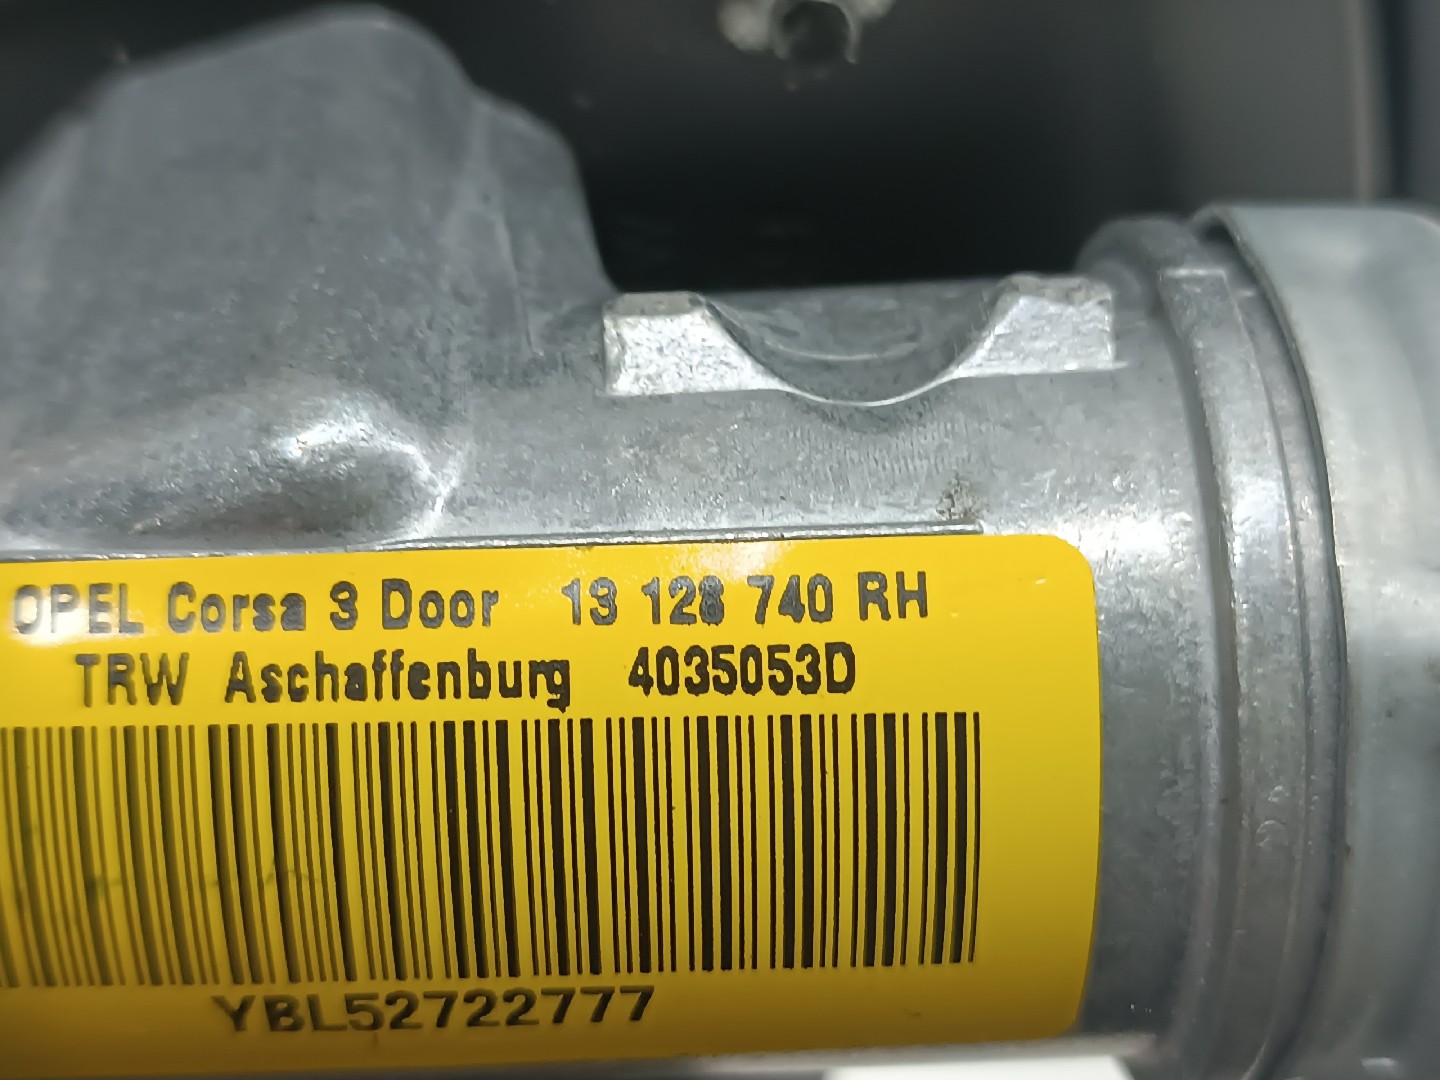 OPEL Corsa 3 Door 13 128 740 RH
TRW Aschaffenburg 4035053D
YBL52722777